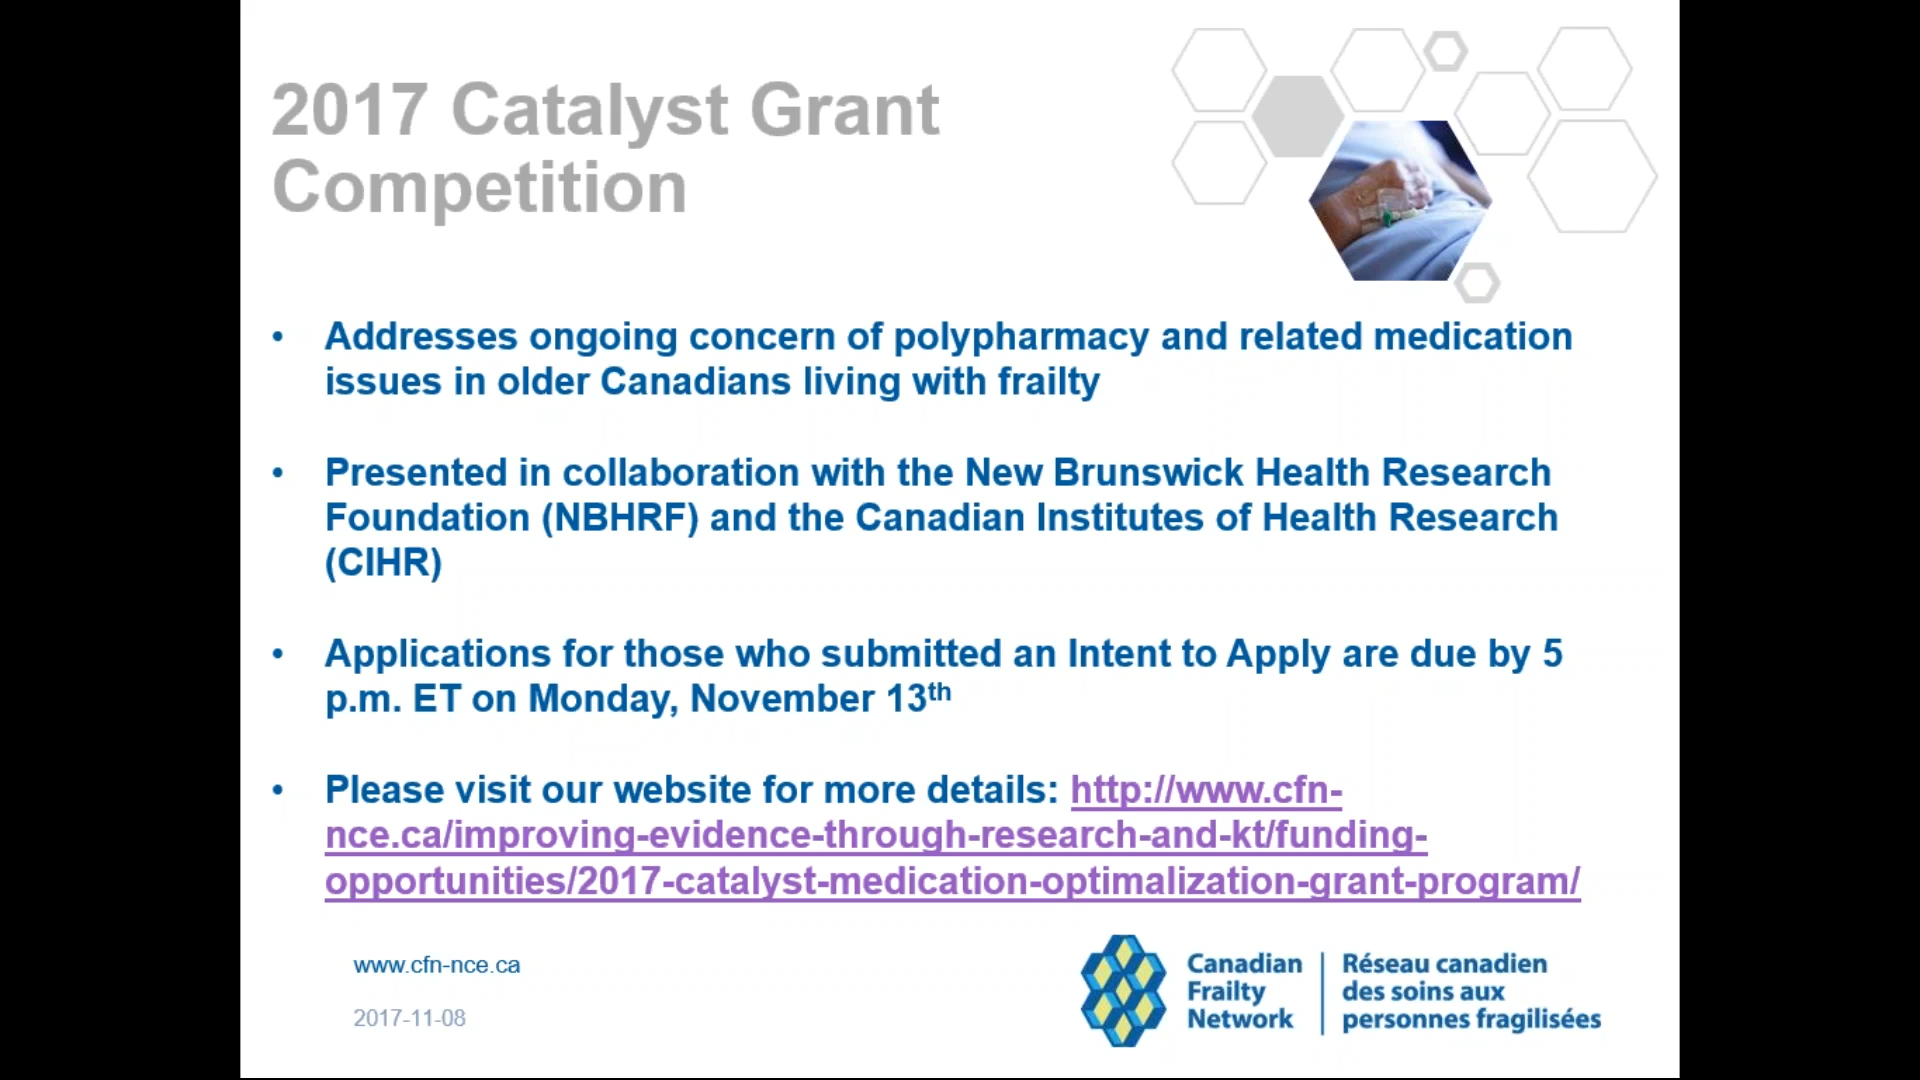 2017 Catalyst Grant
Competition
• Addresses ongoing concern of polypharmacy and related medication
issues in older Canadians living with frailty
• Presented in collaboration with the New Brunswick Health Research
Foundation (NBHRF) and the Canadian Institutes of Health Research
(CIHR)
• Applications for those who submitted an Intent to Apply are due by 5
p.m. ET on Monday, November 13th
• Please visit our website for more details: http://www.cfn-
nce.ca/improving-evidence-through-research-and-kt/funding-
opportunities/2017-catalyst-medication-optimalization-grant-program/
www.cfn-nce.ca
2017-11-08
Canadian
Frailty
Network
Réseau canadien
des soins aux
personnes fragilisées